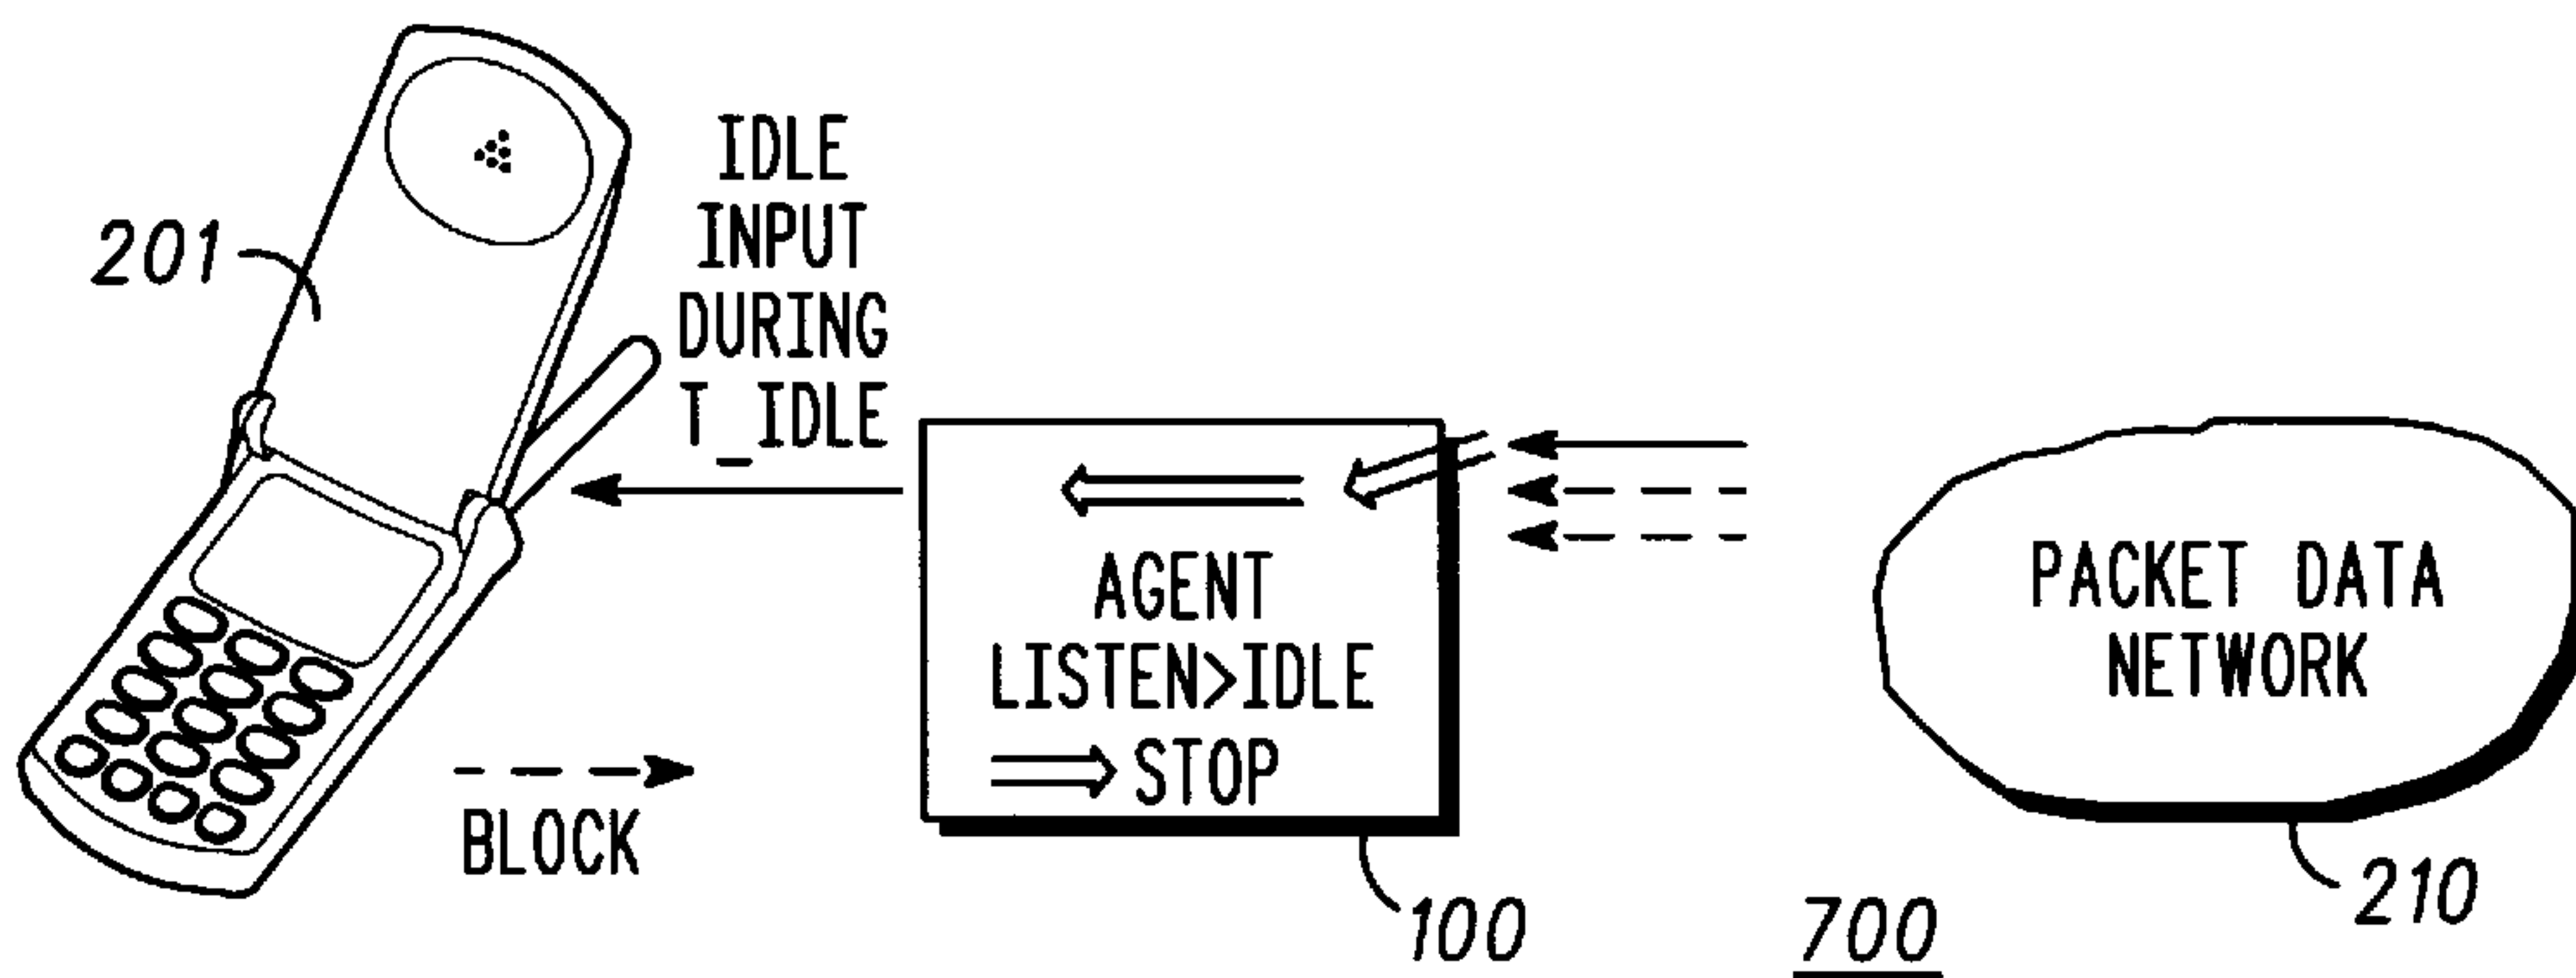 201
IDLE
INPUT
DURING
T_IDLE
BLOCK
AGENT
LISTEN>IDLE
STOP
100
PACKET DATA
NETWORK
210
700